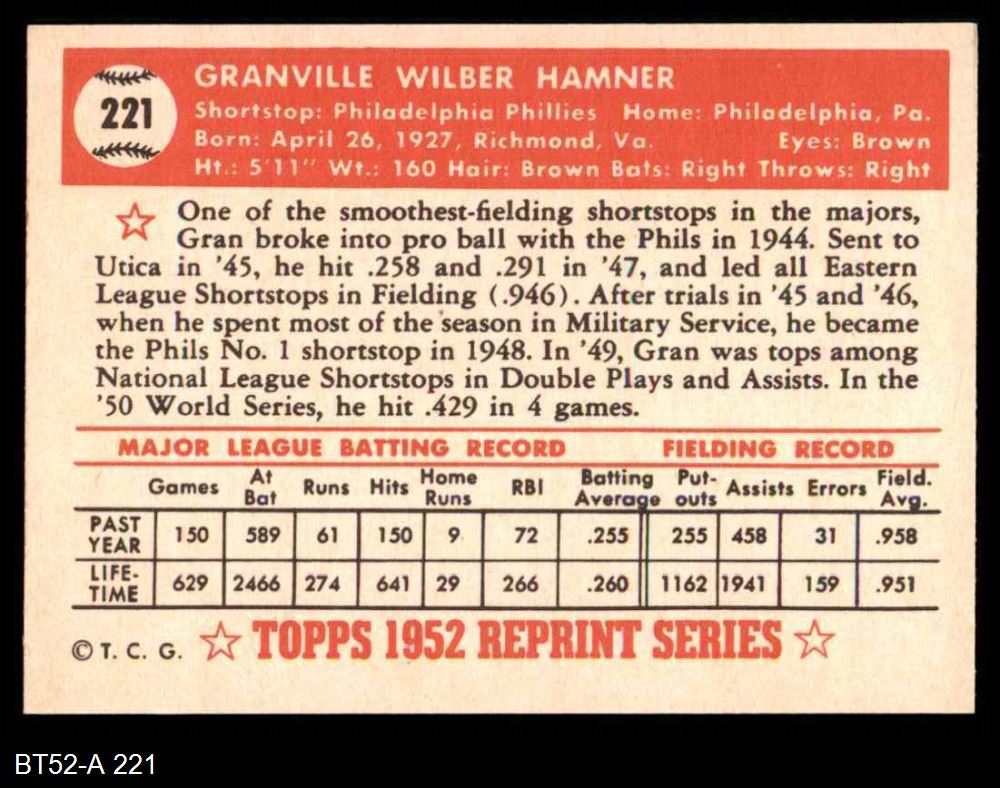 221
GRANVILLE WILBER HAMNER
Shortstop: Philadelphia Phillies Home: Philadelphia, Pa.
Born: April 26, 1927, Richmond, Va. Eyes: Brown
Ht.: 5'11" Wt.: 160 Hair: Brown Bats: Right Throws: Right
One of the smoothest-fielding shortstops in the majors,
Gran broke into pro ball with the Phils in 1944. Sent to
Utica in '45, he hit .258 and .291 in '47, and led all Eastern
League Shortstops in Fielding (.946). After trials in '45 and '46,
when he spent most of the season in Military Service, he became
the Phils No. 1 shortstop in 1948. In '49, Gran was tops among
National League Shortstops in Double Plays and Assists. In the
'50 World Series, he hit .429 in 4 games.
MAJOR LEAGUE BATTING RECORD FIELDING RECORD
Games At Bat Runs Hits Home Runs RBI Batting Average Put-outs Assists Errors Field. Avg.
PAST YEAR 150 589 61 150 9 72 .255 255 458 31 .958
LIFE-TIME 629 2466 274 641 29 266 .260 1162 1941 159 .951
© T. C. G. ☆ TOPPS 1952 REPRINT SERIES ☆
BT52-A 221